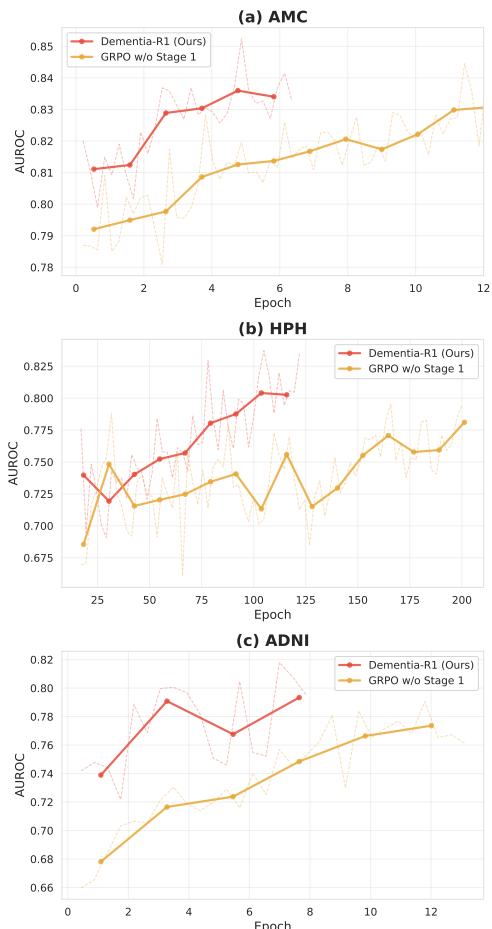 (a) AMC
Dementia-R1 (Ours)
GRPO w/o Stage 1
0.85
0.84
0.83
0.82
0.81
0.80
0.79
0.78
AUROC
0 2 4 6 8 10 12
Epoch
(b) HPH
Dementia-R1 (Ours)
GRPO w/o Stage 1
0.825
0.800
0.775
0.750
0.725
0.700
0.675
AUROC
25 50 75 100 125 150 175 200
Epoch
(c) ADNI
Dementia-R1 (Ours)
GRPO w/o Stage 1
0.82
0.80
0.78
0.76
0.74
0.72
0.70
0.68
0.66
AUROC
0 2 4 6 8 10 12
Epoch